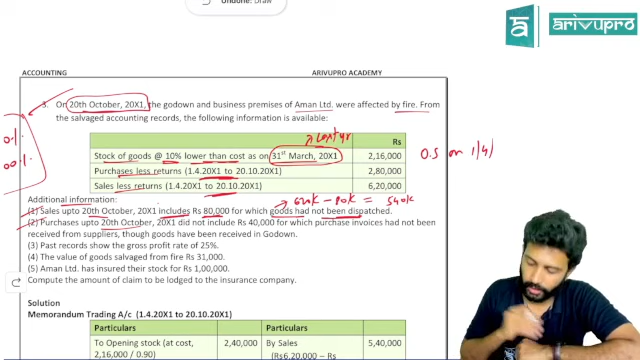 Undone: Draw
arivupro
ACCOUNTING ARIVUPRO ACADEMY
3. On 20th October, 20X1, the godown and business premises of Aman Ltd. were affected by fire. From
the salvaged accounting records, the following information is available:
Rs
Stock of goods @ 10% lower than cost as on 31st March, 20X1 2,16,000
Purchases less returns (1.4.20X1 to 20.10.20X1) 2,80,000
Sales less returns (1.4.20X1 to 20.10.20X1) 6,20,000
620k - 80k = 540k
Additional information:
(1) Sales upto 20th October, 20X1 includes Rs 80,000 for which goods had not been dispatched.
(2) Purchases upto 20th October, 20X1 did not include Rs 40,000 for which purchase invoices had not been
received from suppliers, though goods have been received in Godown.
(3) Past records show the gross profit rate of 25%.
(4) The value of goods salvaged from fire Rs 31,000.
(5) Aman Ltd. has insured their stock for Rs 1,00,000.
Compute the amount of claim to be lodged to the insurance company.
Solution
Memorandum Trading A/c (1.4.20X1 to 20.10.20X1)
Particulars Particulars
To Opening stock (at cost, 2,40,000 By Sales 5,40,000
2,16,000 / 0.90) (Rs6,20,000 – Rs